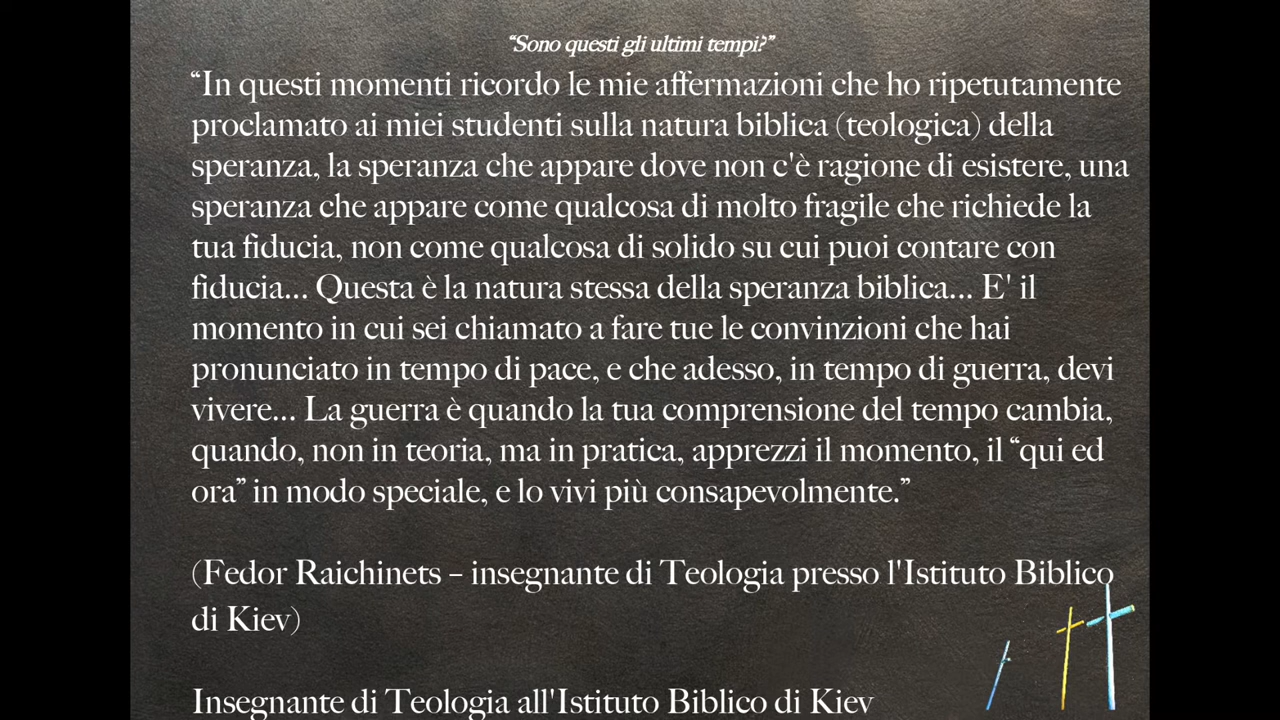 “Sono questi gli ultimi tempi?”
“In questi momenti ricordo le mie affermazioni che ho ripetutamente
proclamato ai miei studenti sulla natura biblica (teologica) della
speranza, la speranza che appare dove non c'è ragione di esistere, una
speranza che appare come qualcosa di molto fragile che richiede la
tua fiducia, non come qualcosa di solido su cui puoi contare con
fiducia... Questa è la natura stessa della speranza biblica... E' il
momento in cui sei chiamato a fare tue le convinzioni che hai
pronunciato in tempo di pace, e che adesso, in tempo di guerra, devi
vivere... La guerra è quando la tua comprensione del tempo cambia,
quando, non in teoria, ma in pratica, apprezzi il momento, il “qui ed
ora” in modo speciale, e lo vivi più consapevolmente.”
(Fedor Raichinets – insegnante di Teologia presso l'Istituto Biblico
di Kiev)
Insegnante di Teologia all'Istituto Biblico di Kiev